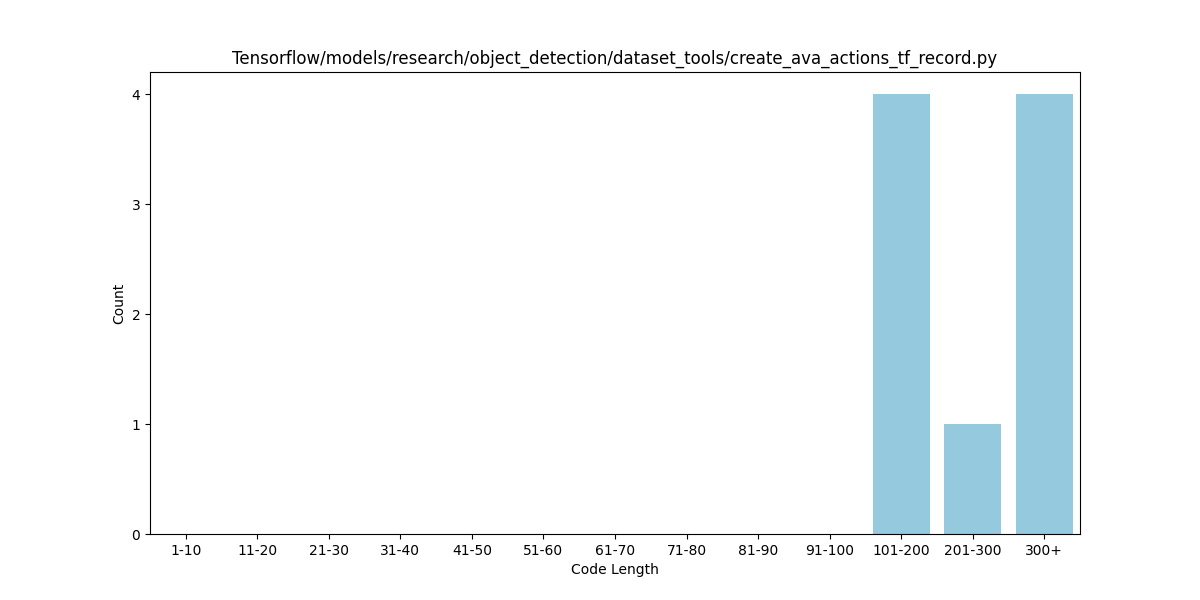 Tensorflow/models/research/object_detection/dataset_tools/create_ava_actions_tf_record.py
4
3
2
1
0
Count
1-10 11-20 21-30 31-40 41-50 51-60 61-70 71-80 81-90 91-100 101-200 201-300 300+
Code Length